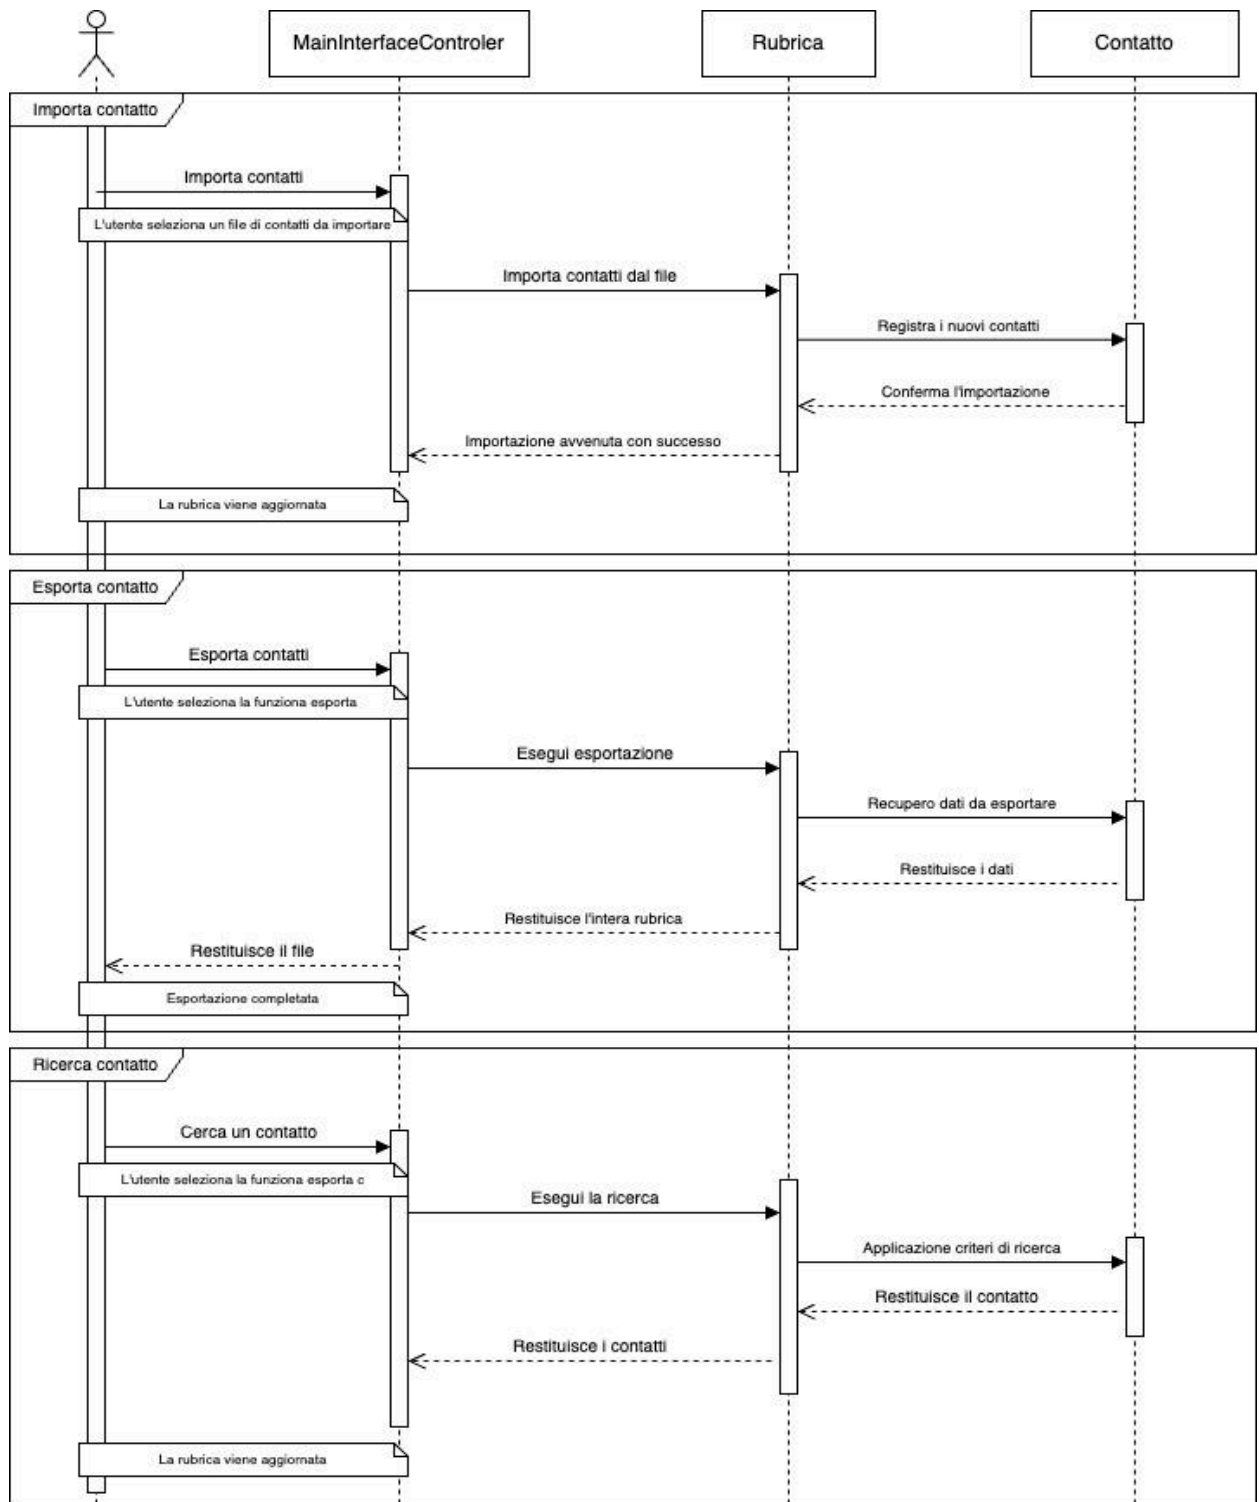 MainInterfaceControler
Rubrica
Contatto
Importa contatto
Importa contatti
L'utente seleziona un file di contatti da importare
Importa contatti dal file
Registra i nuovi contatti
Conferma l'importazione
Importazione avvenuta con successo
La rubrica viene aggiornata
Esporta contatto
Esporta contatti
L'utente seleziona la funziona esporta
Esegui esportazione
Recupero dati da esportare
Restituisce i dati
Restituisce l'intera rubrica
Restituisce il file
Esportazione completata
Ricerca contatto
Cerca un contatto
L'utente seleziona la funziona esporta c
Esegui la ricerca
Applicazione criteri di ricerca
Restituisce il contatto
Restituisce i contatti
La rubrica viene aggiornata